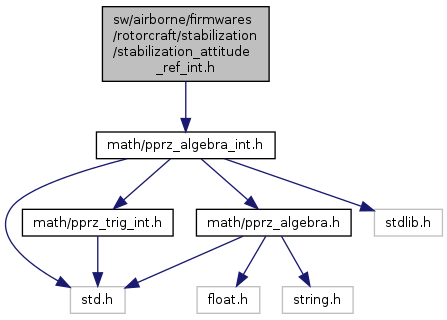 sw/airborne/firmwares
/rotorcraft/stabilization
/stabilization_attitude
_ref_int.h
math/pprz_algebra_int.h
math/pprz_trig_int.h
math/pprz_algebra.h
stdlib.h
std.h
float.h
string.h